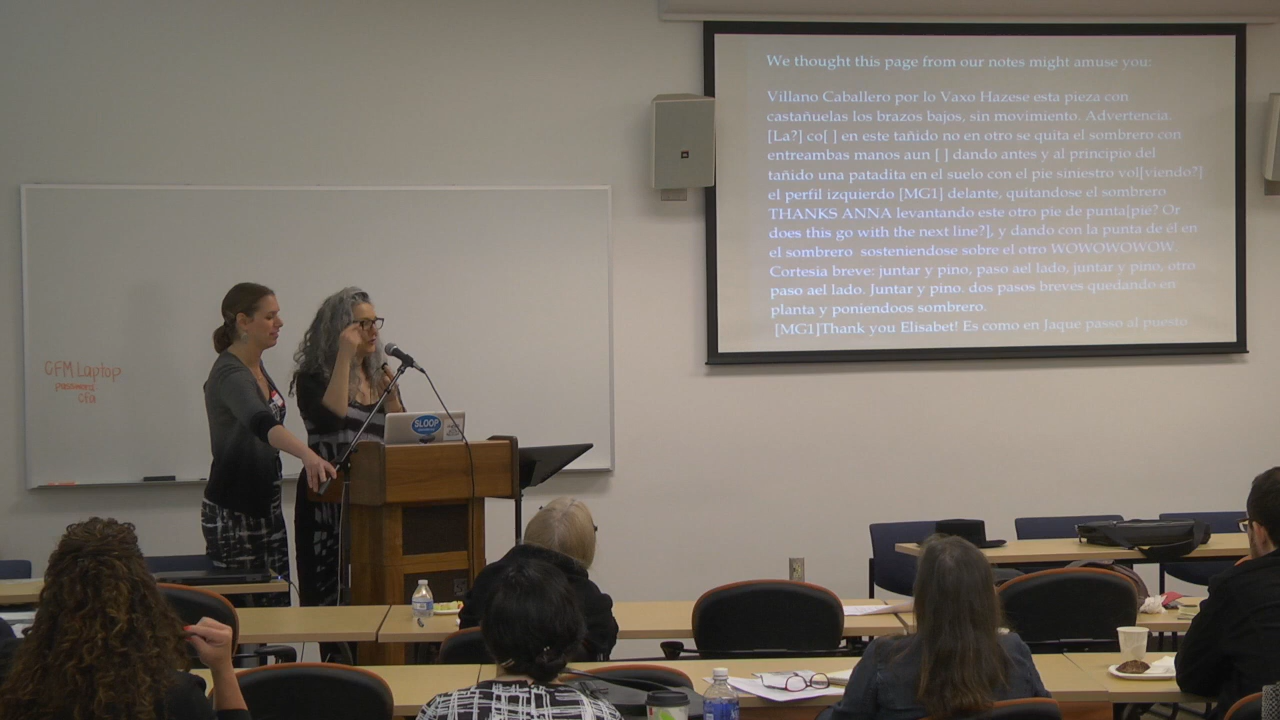 We thought this page from our notes might amuse you:
Villano Caballero por lo Vaxo Hazese esta pieza con
castañuelas los brazos bajos, sin movimiento. Advertencia.
[La?] co[ ] en este tañido no en otro se quita el sombrero con
entreambas manos aun [ ] dando antes y al principio del
tañido una patadita en el suelo con el pie siniestro vol[viendo?]
el perfil izquierdo [MG1] delante, quitandose el sombrero
THANKS ANNA levantando este otro pie de punta[pie? Or
does this go with the next line?], y dando con la punta de él en
el sombrero sosteniendose sobre el otro WOWOWOWOW.
Cortesia breve: juntar y pino, paso ael lado, juntar y pino, otro
paso ael lado. Juntar y pino. dos pasos breves quedando en
planta y poniendoos sombrero.
[MG1]Thank you Elisabet! Es como en Jaque passo al puesto
CFM Laptop
cfa
SLOOP